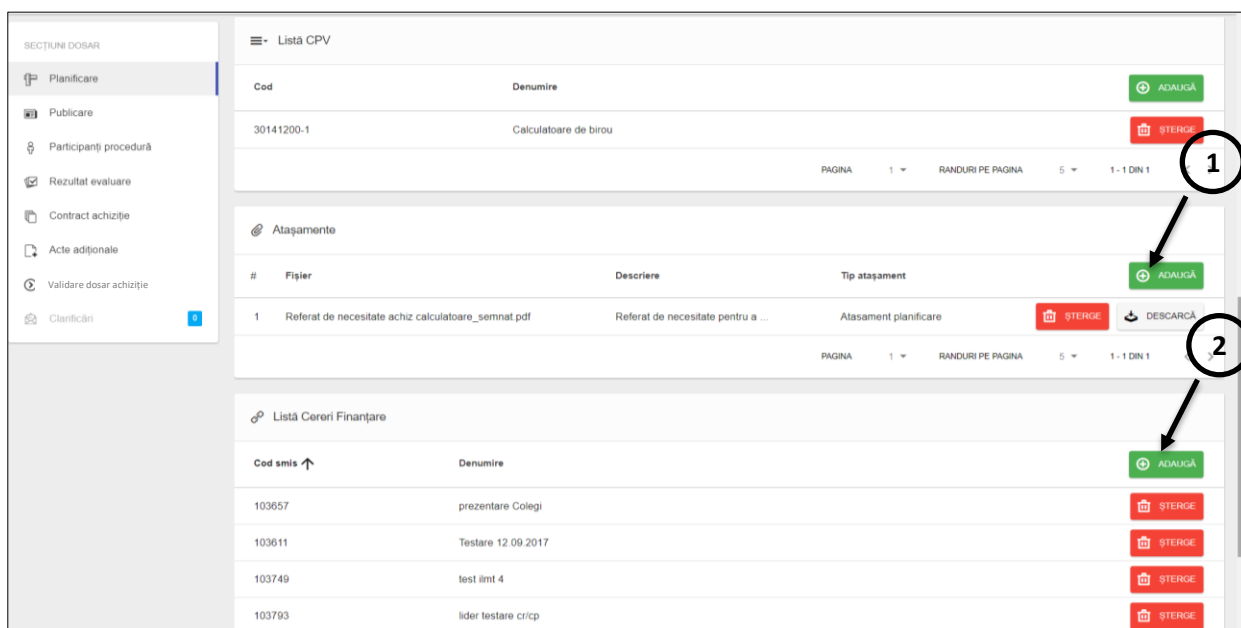 SECȚIUNI DOSAR
Planificare
Publicare
Participanți procedură
Rezultat evaluare
Contract achiziție
Acte adiționale
Validare dosar achiziție
Clarificări 0
Listă CPV
Cod Denumire ADAUGĂ
30141200-1 Calculatoare de birou ȘTERGE
PAGINA 1 RANDURI PE PAGINA 5 1 - 1 DIN 1
1
Atașamente
# Fișier Descriere Tip atașament ADAUGĂ
1 Referat de necesitate achiz calculatoare_semnat.pdf Referat de necesitate pentru a ... Atasament planificare ȘTERGE DESCARCĂ
PAGINA 1 RANDURI PE PAGINA 5 1 - 1 DIN 1
2
Listă Cereri Finanțare
Cod smis Denumire ADAUGĂ
103657 prezentare Colegi ȘTERGE
103611 Testare 12.09.2017 ȘTERGE
103749 test ilmt 4 ȘTERGE
103793 lider testare cr/cp ȘTERGE